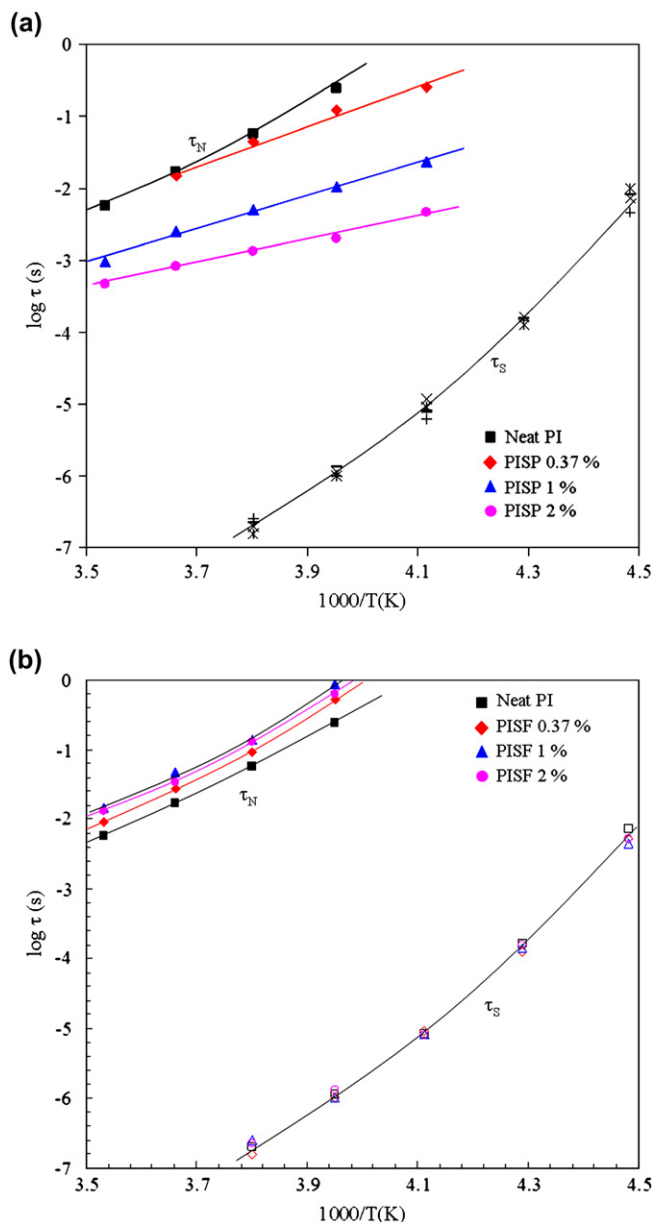 (a)
0
-1
-2
-3
-4
-5
-6
-7
log τ (s)
τN
τS
Neat PI
PISP 0.37 %
PISP 1 %
PISP 2 %
3.5 3.7 3.9 4.1 4.3 4.5
1000/T(K)
(b)
0
-1
-2
-3
-4
-5
-6
-7
log τ (s)
τN
τS
Neat PI
PISF 0.37 %
PISF 1 %
PISF 2 %
3.5 3.7 3.9 4.1 4.3 4.5
1000/T(K)